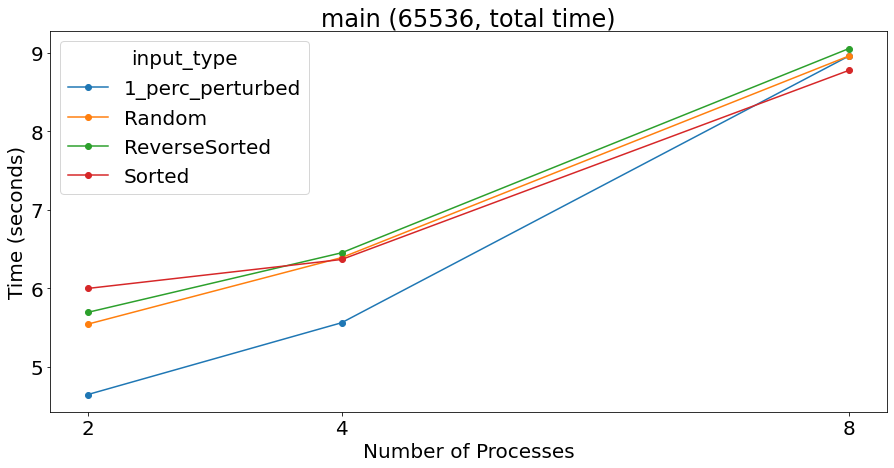 main (65536, total time)
input_type
1_perc_perturbed
Random
ReverseSorted
Sorted
9
8
7
6
5
Time (seconds)
2 4 8
Number of Processes